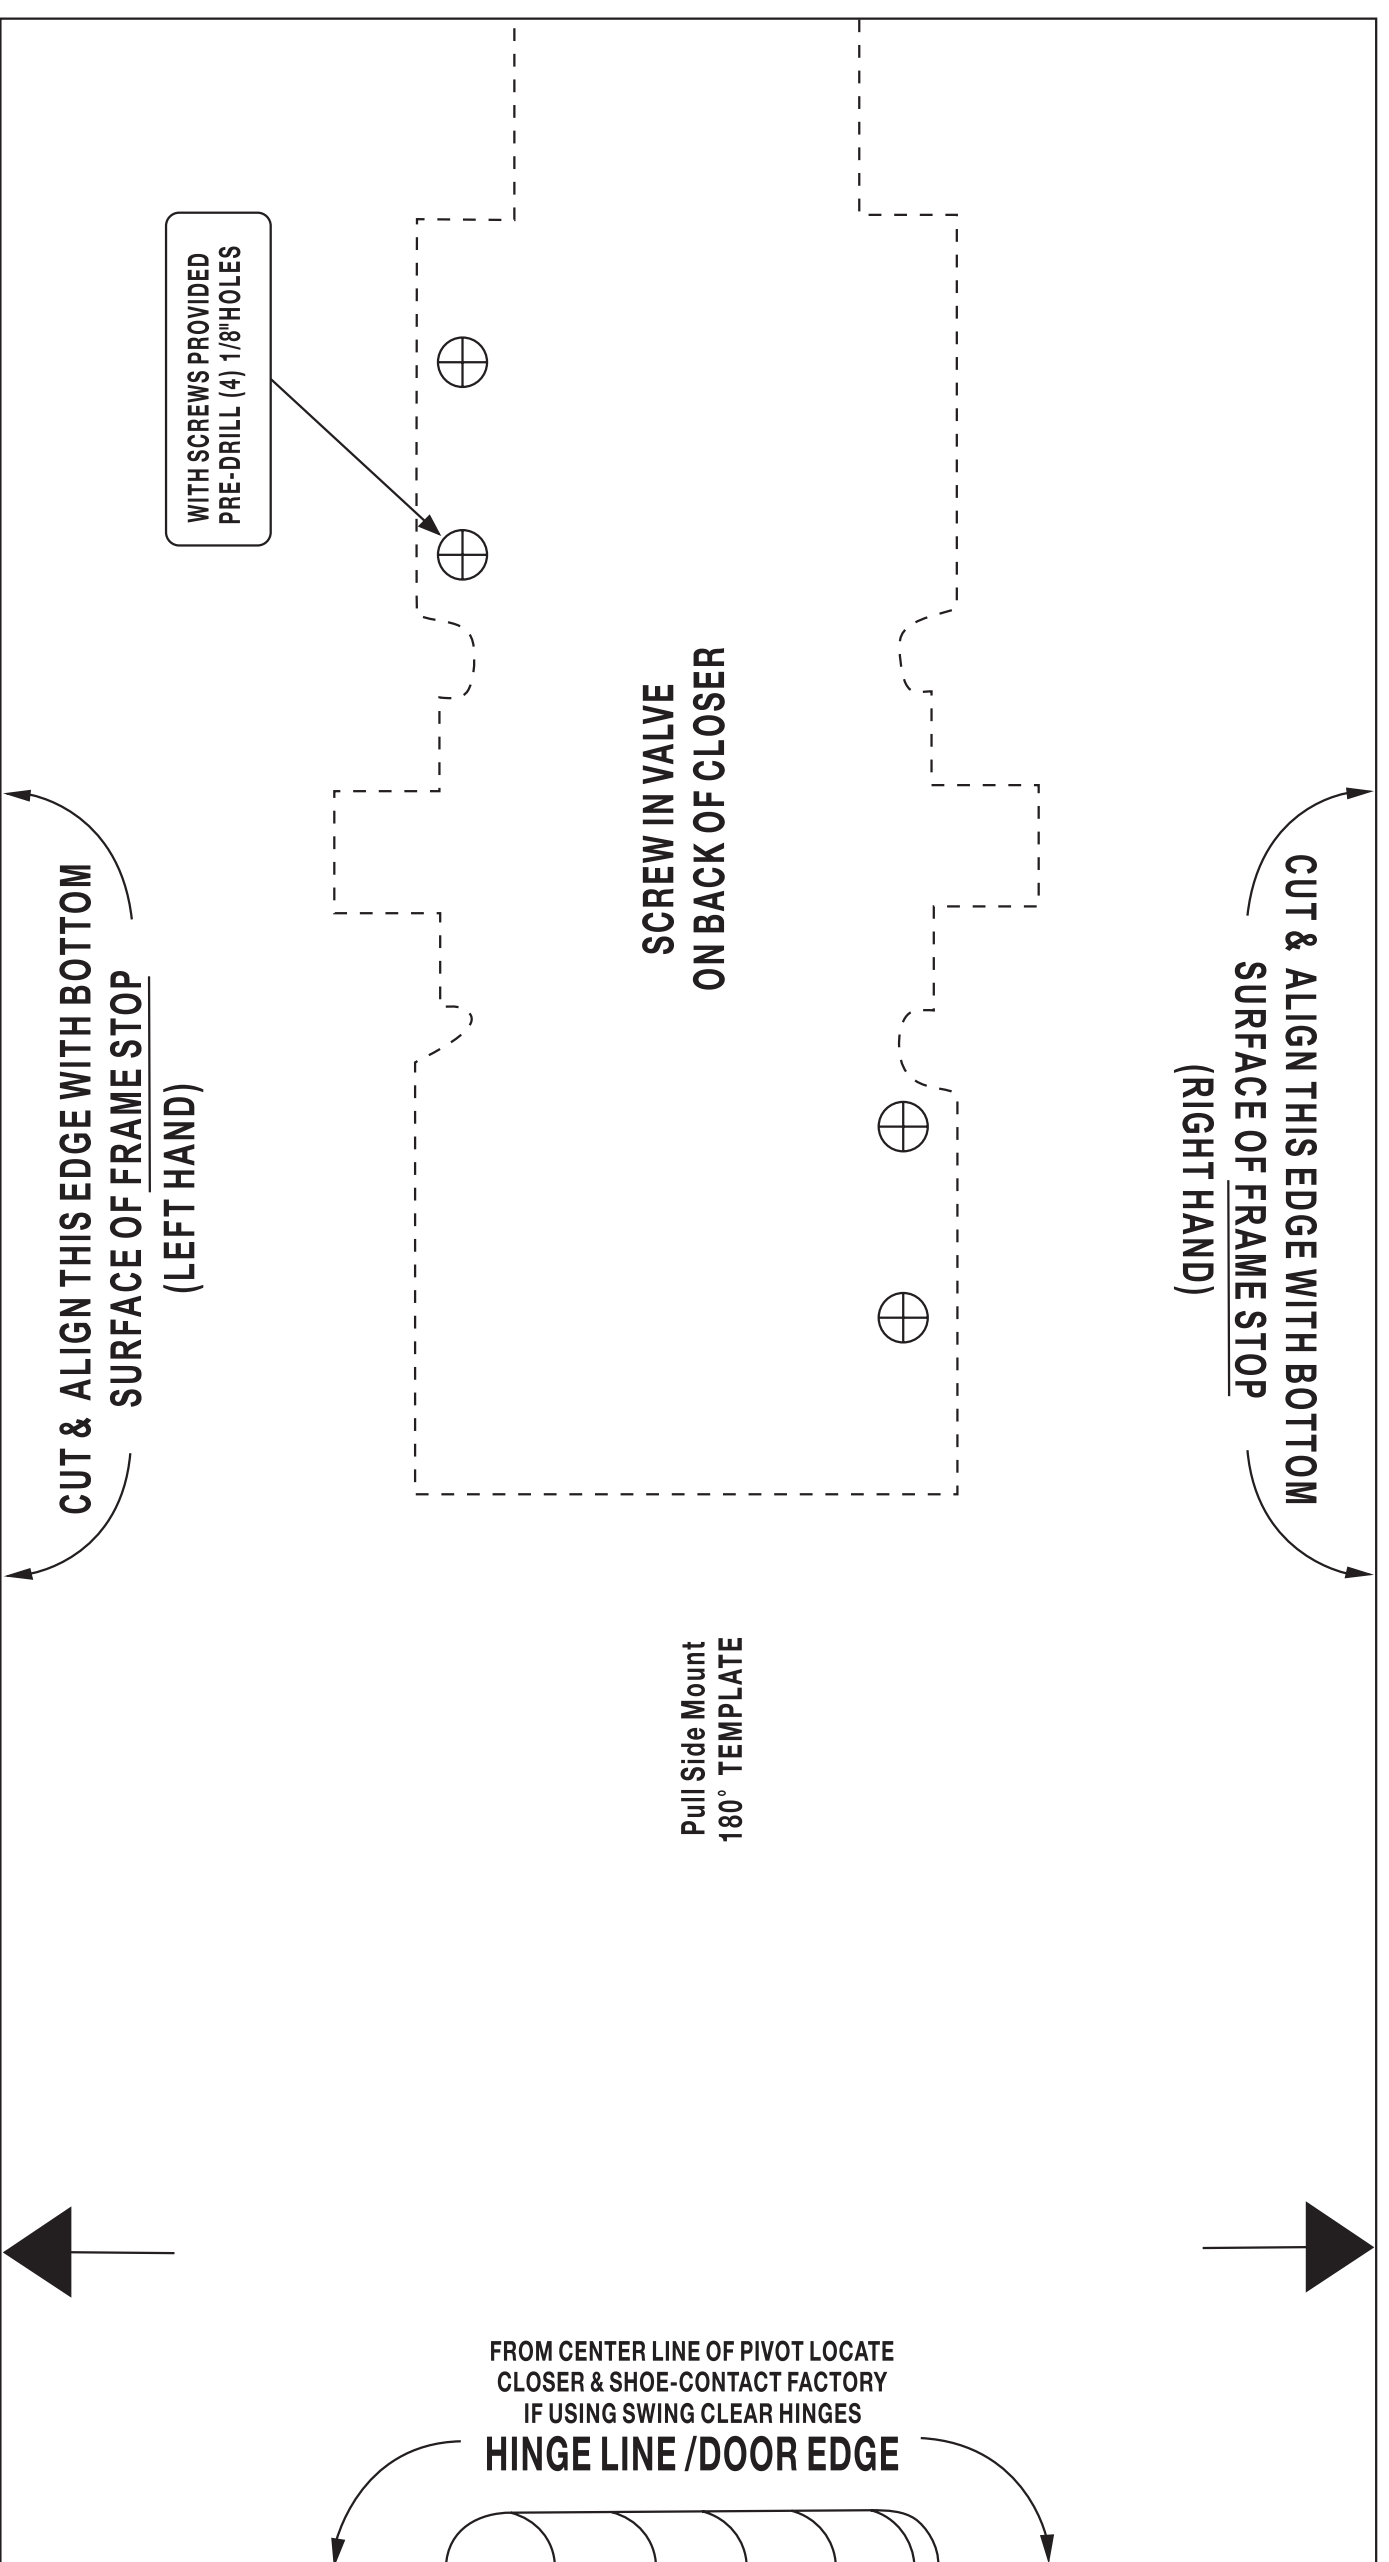 WITH SCREWS PROVIDED
PRE-DRILL (4) 1/8"HOLES
SCREW IN VALVE
ON BACK OF CLOSER
CUT & ALIGN THIS EDGE WITH BOTTOM
SURFACE OF FRAME STOP
(LEFT HAND)
CUT & ALIGN THIS EDGE WITH BOTTOM
SURFACE OF FRAME STOP
(RIGHT HAND)
Pull Side Mount
180° TEMPLATE
FROM CENTER LINE OF PIVOT LOCATE
CLOSER & SHOE-CONTACT FACTORY
IF USING SWING CLEAR HINGES
HINGE LINE /DOOR EDGE